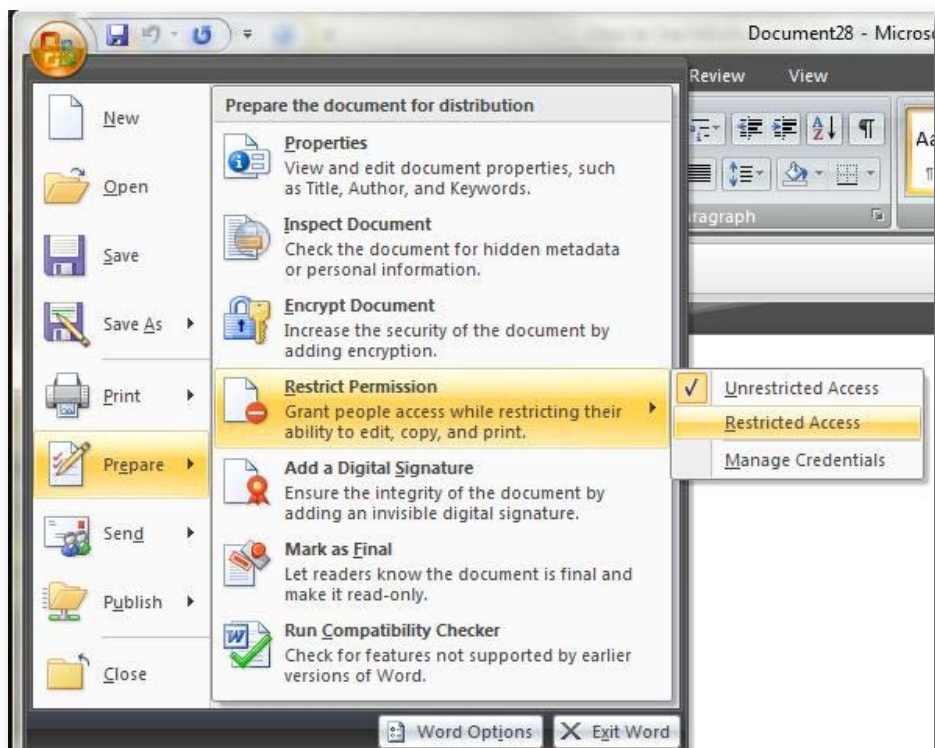 Document28 - Micros
Review View
New
Open
Save
Save As
Print
Prepare
Send
Publish
Close
Prepare the document for distribution
Properties
View and edit document properties, such
as Title, Author, and Keywords.
Inspect Document
Check the document for hidden metadata
or personal information.
Encrypt Document
Increase the security of the document by
adding encryption.
Restrict Permission
Grant people access while restricting their
ability to edit, copy, and print.
Add a Digital Signature
Ensure the integrity of the document by
adding an invisible digital signature.
Mark as Final
Let readers know the document is final and
make it read-only.
Run Compatibility Checker
Check for features not supported by earlier
versions of Word.
Unrestricted Access
Restricted Access
Manage Credentials
ragraph
Aa
Word Options Exit Word